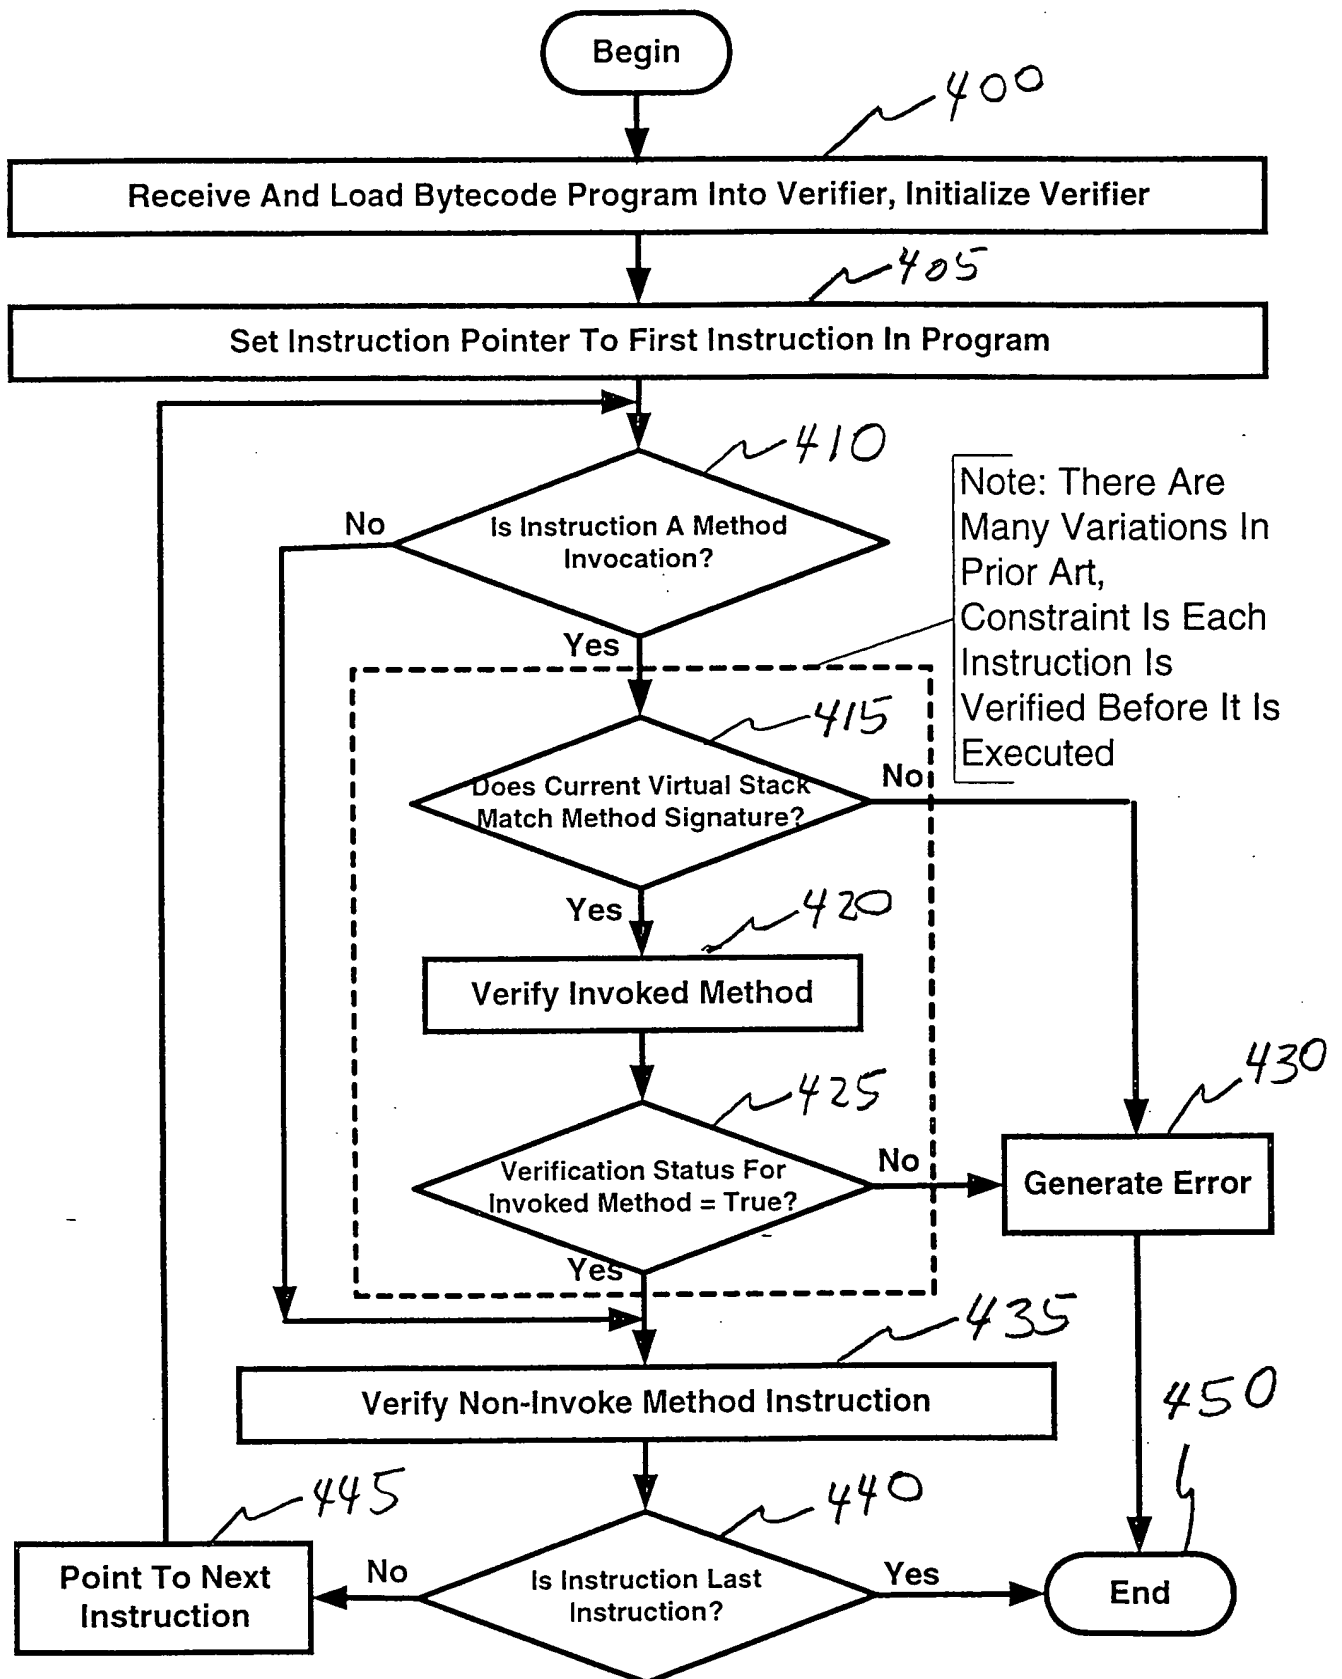 Begin
400
Receive And Load Bytecode Program Into Verifier, Initialize Verifier
405
Set Instruction Pointer To First Instruction In Program
410
Is Instruction A Method
Invocation?
No
Yes
Note: There Are
Many Variations In
Prior Art,
Constraint Is Each
Instruction Is
Verified Before It Is
Executed
415
Does Current Virtual Stack
Match Method Signature?
No
Yes
420
Verify Invoked Method
425
Verification Status For
Invoked Method = True?
No
Yes
430
Generate Error
435
Verify Non-Invoke Method Instruction
440
Is Instruction Last
Instruction?
No
Yes
445
Point To Next
Instruction
450
End